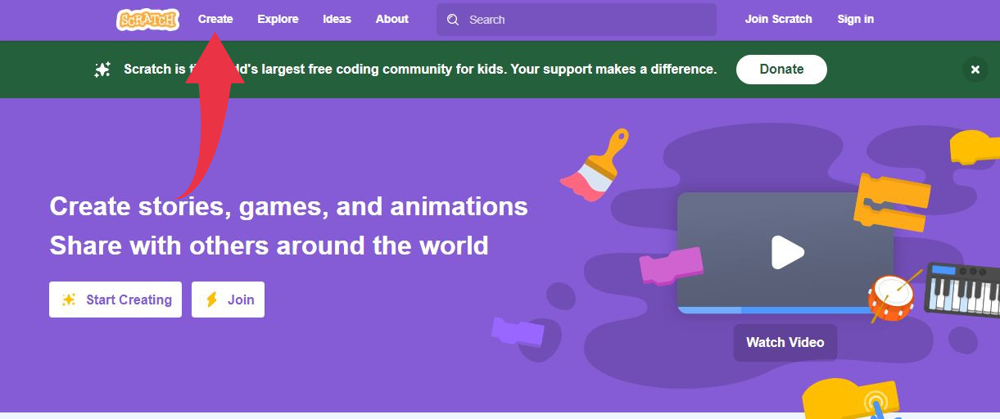 SCRATCH Create Explore Ideas About Search Join Scratch Sign in
Scratch is th    ld's largest free coding community for kids. Your support makes a difference. Donate
Create stories, games, and animations
Share with others around the world
Start Creating Join
Watch Video